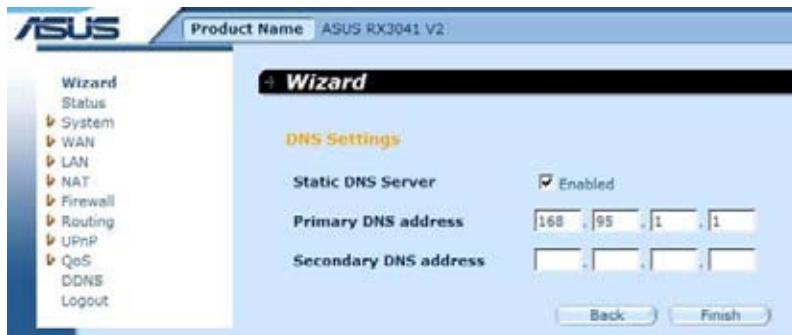 ASUS Product Name ASUS RX3041 V2
Wizard
Status
System
WAN
LAN
NAT
Firewall
Routing
UPnP
QoS
DDNS
Logout
Wizard
DNS Settings
Static DNS Server Enabled
Primary DNS address 168 . 95 . 1 . 1
Secondary DNS address . . .
Back Finish